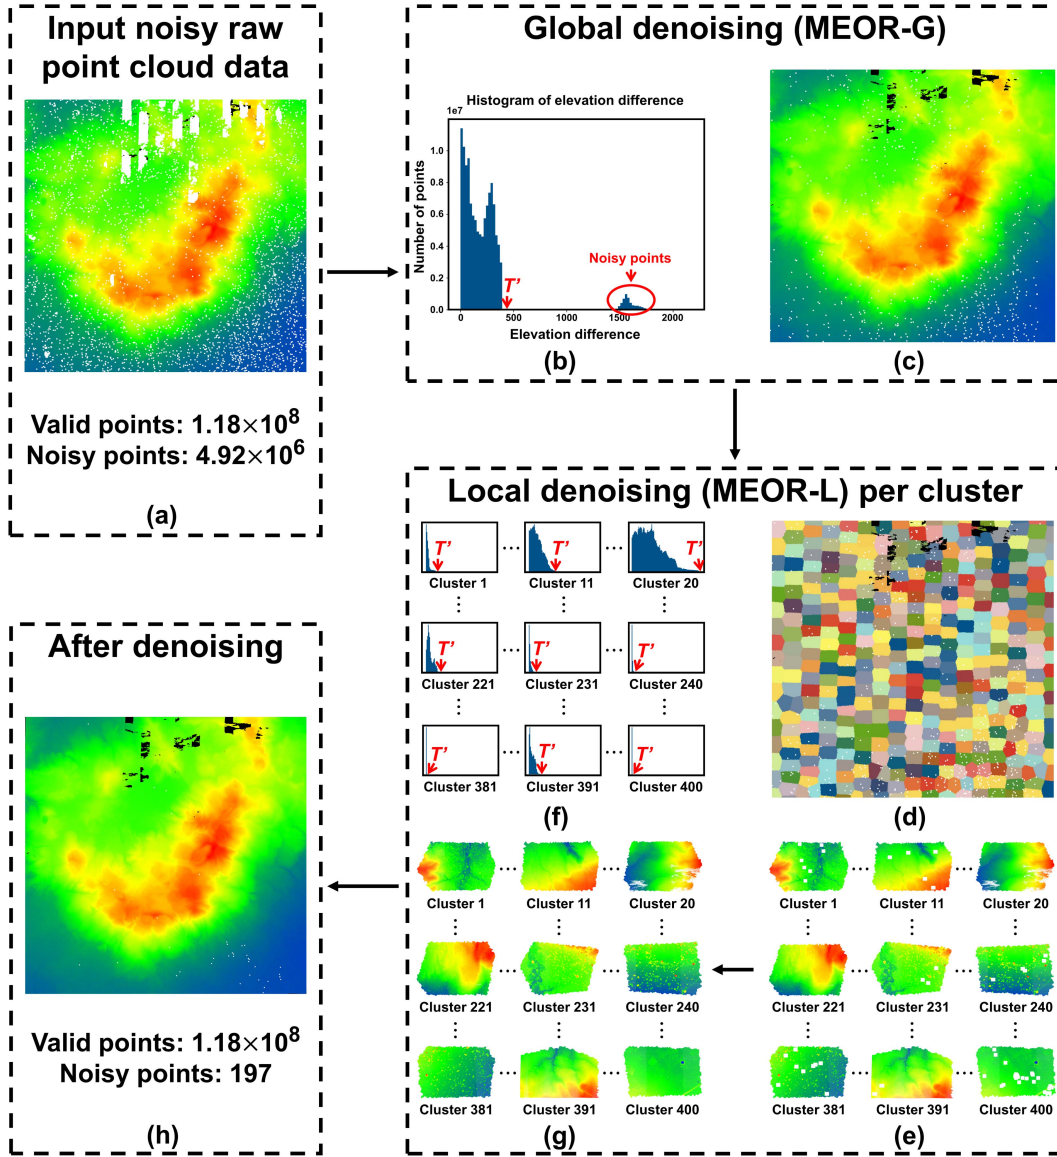 Input noisy raw
point cloud data
Valid points: 1.18×10⁸
Noisy points: 4.92×10⁶
(a)
Global denoising (MEOR-G)
Histogram of elevation difference
1e7
Number of points
1.0
0.8
0.6
0.4
0.2
0.0
0
500
1000
1500
2000
T’
Noisy points
Elevation difference
(b)
(c)
Local denoising (MEOR-L) per cluster
T’ ... T’ ... T’
Cluster 1 Cluster 11 Cluster 20
T’ T’ T’
Cluster 221 Cluster 231 Cluster 240
T’ T’ T’
Cluster 381 Cluster 391 Cluster 400
(f)
(d)
Cluster 1 Cluster 11 Cluster 20
Cluster 221 Cluster 231 Cluster 240
Cluster 381 Cluster 391 Cluster 400
(g)
Cluster 1 Cluster 11 Cluster 20
Cluster 221 Cluster 231 Cluster 240
Cluster 381 Cluster 391 Cluster 400
(e)
After denoising
Valid points: 1.18×10⁸
Noisy points: 197
(h)